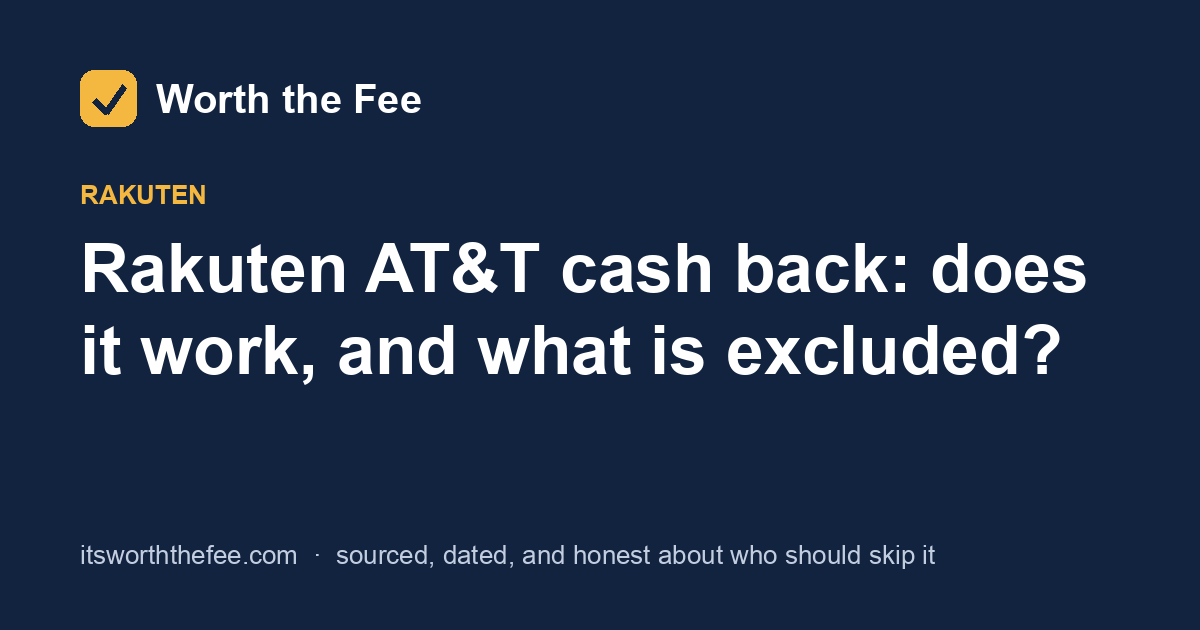 Worth the Fee
RAKUTEN
Rakuten AT&T cash back: does
it work, and what is excluded?
itsworththefee.com · sourced, dated, and honest about who should skip it